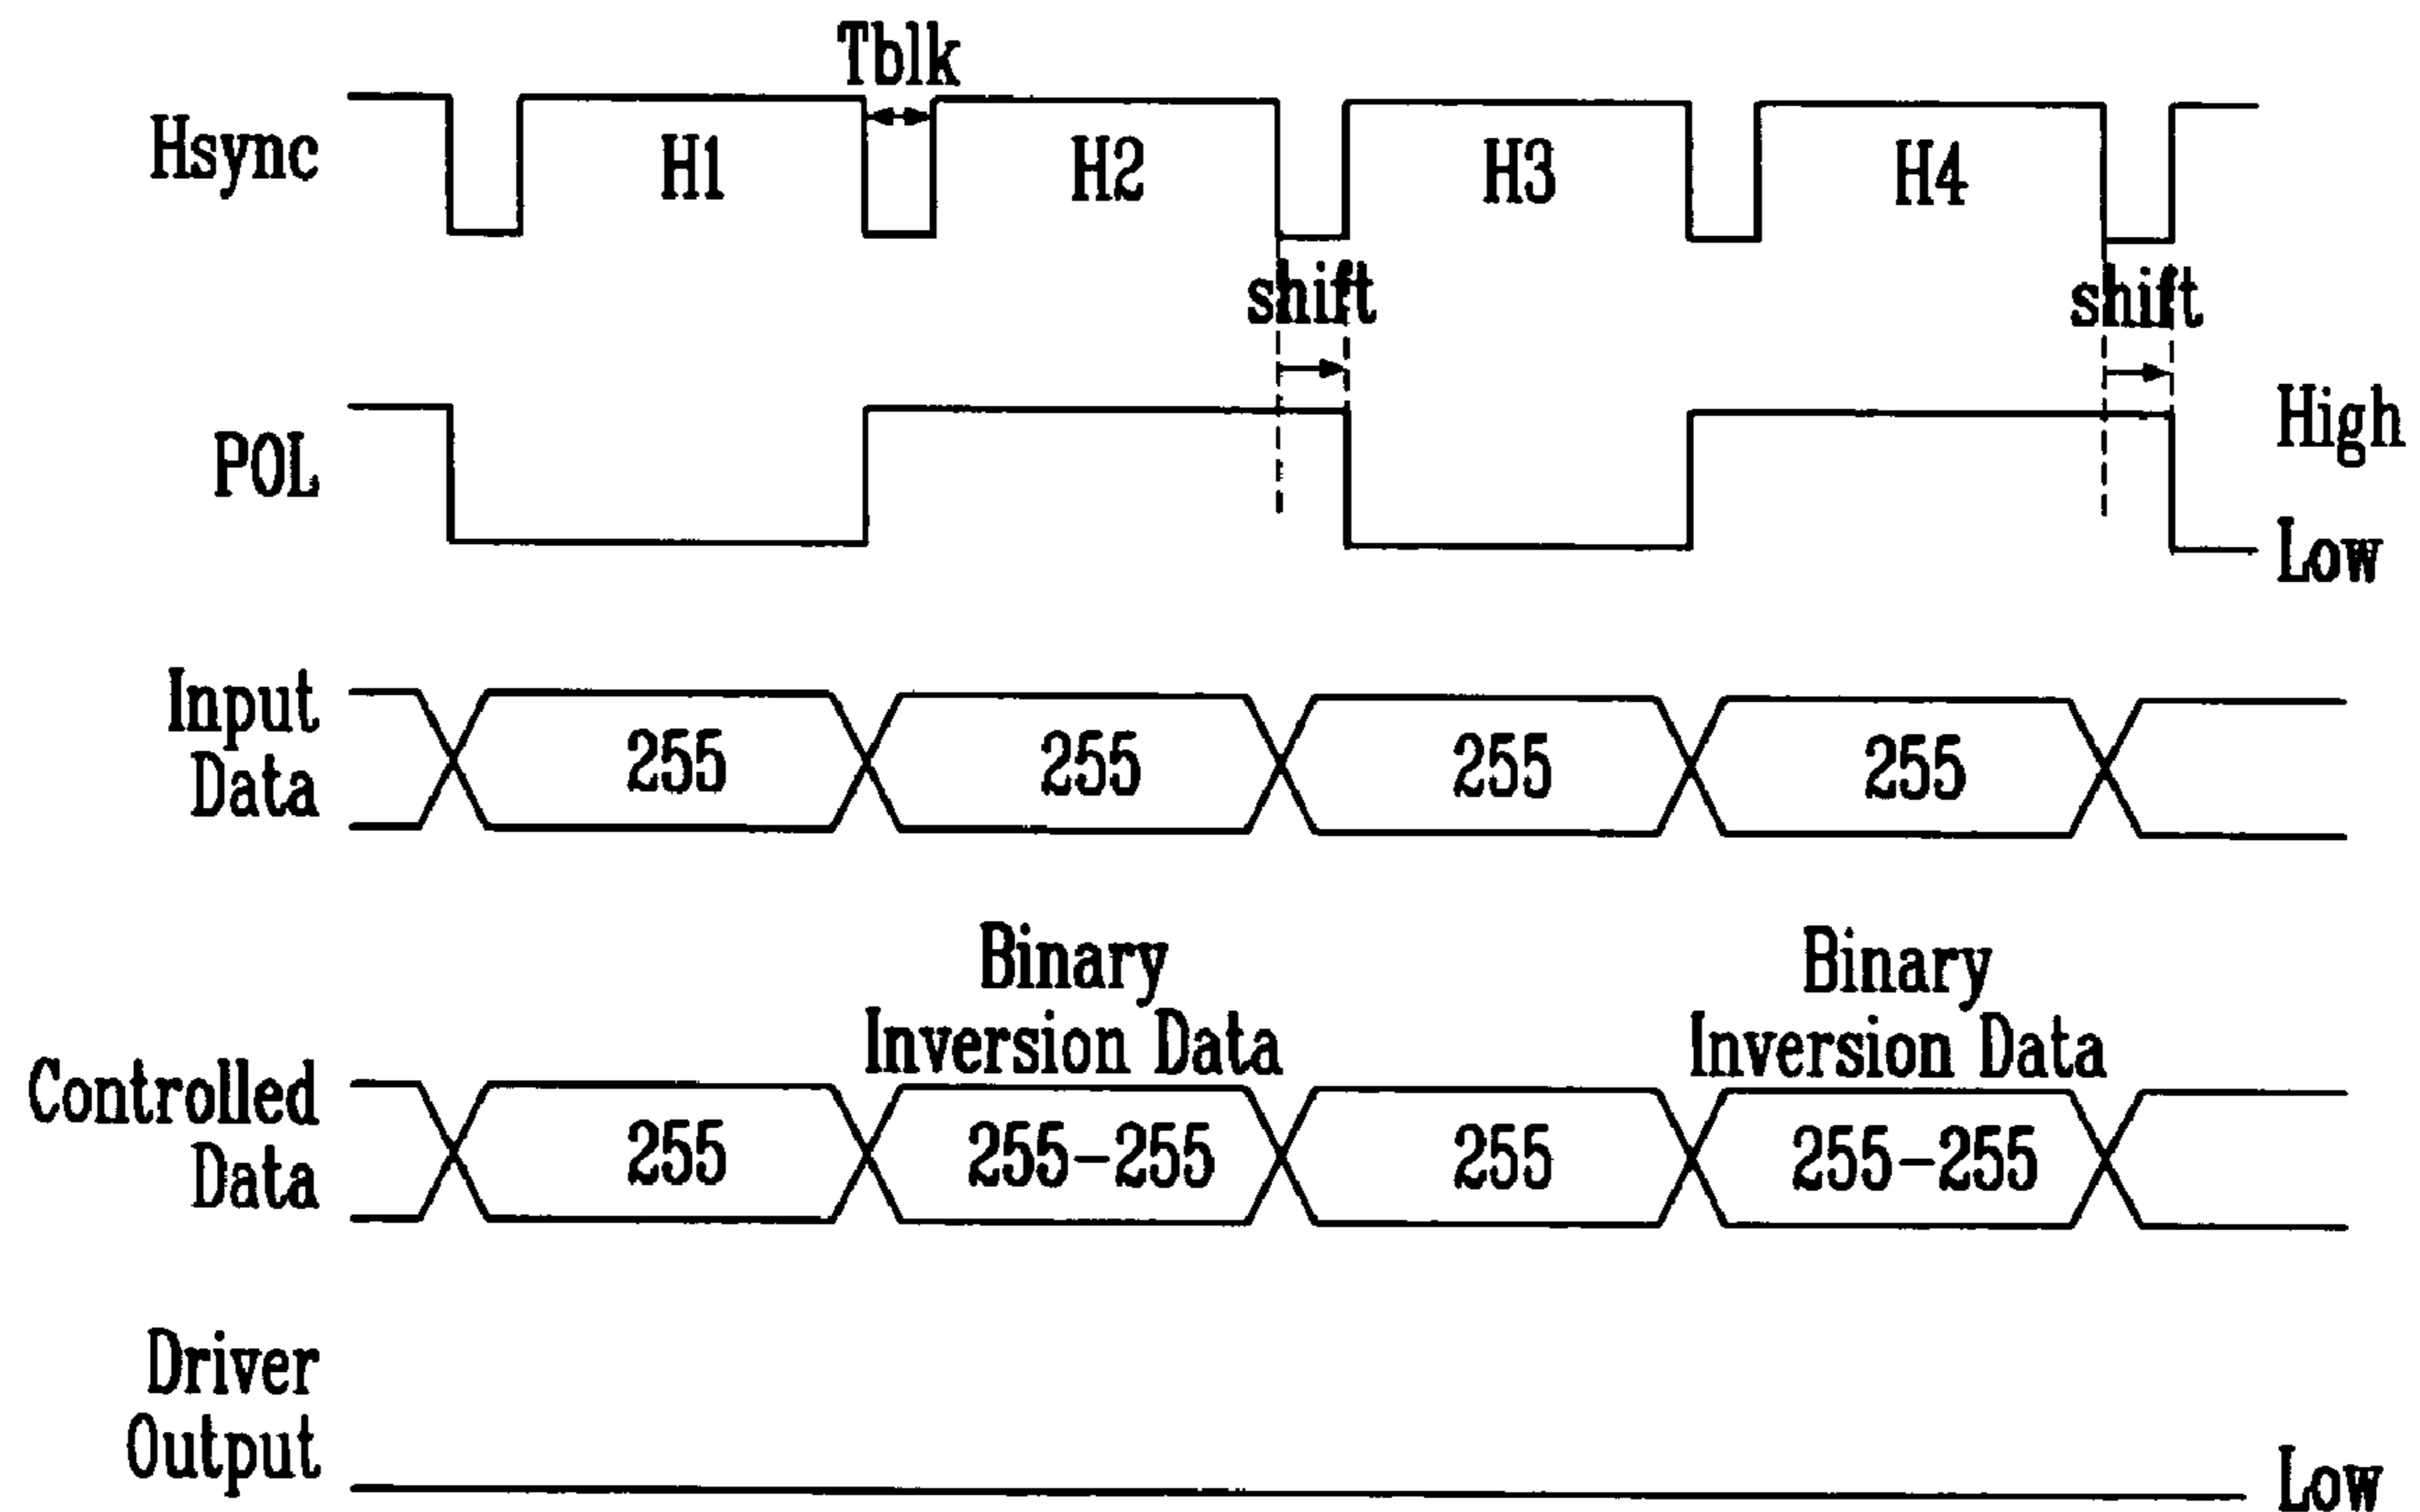 Tblk
Hsync
H1
H2
H3
H4
shift
shift
POL
High
Low
Input
Data
255
255
255
255
Binary
Inversion Data
Binary
Inversion Data
Controlled
Data
255
255-255
255
255-255
Driver
Output
Low